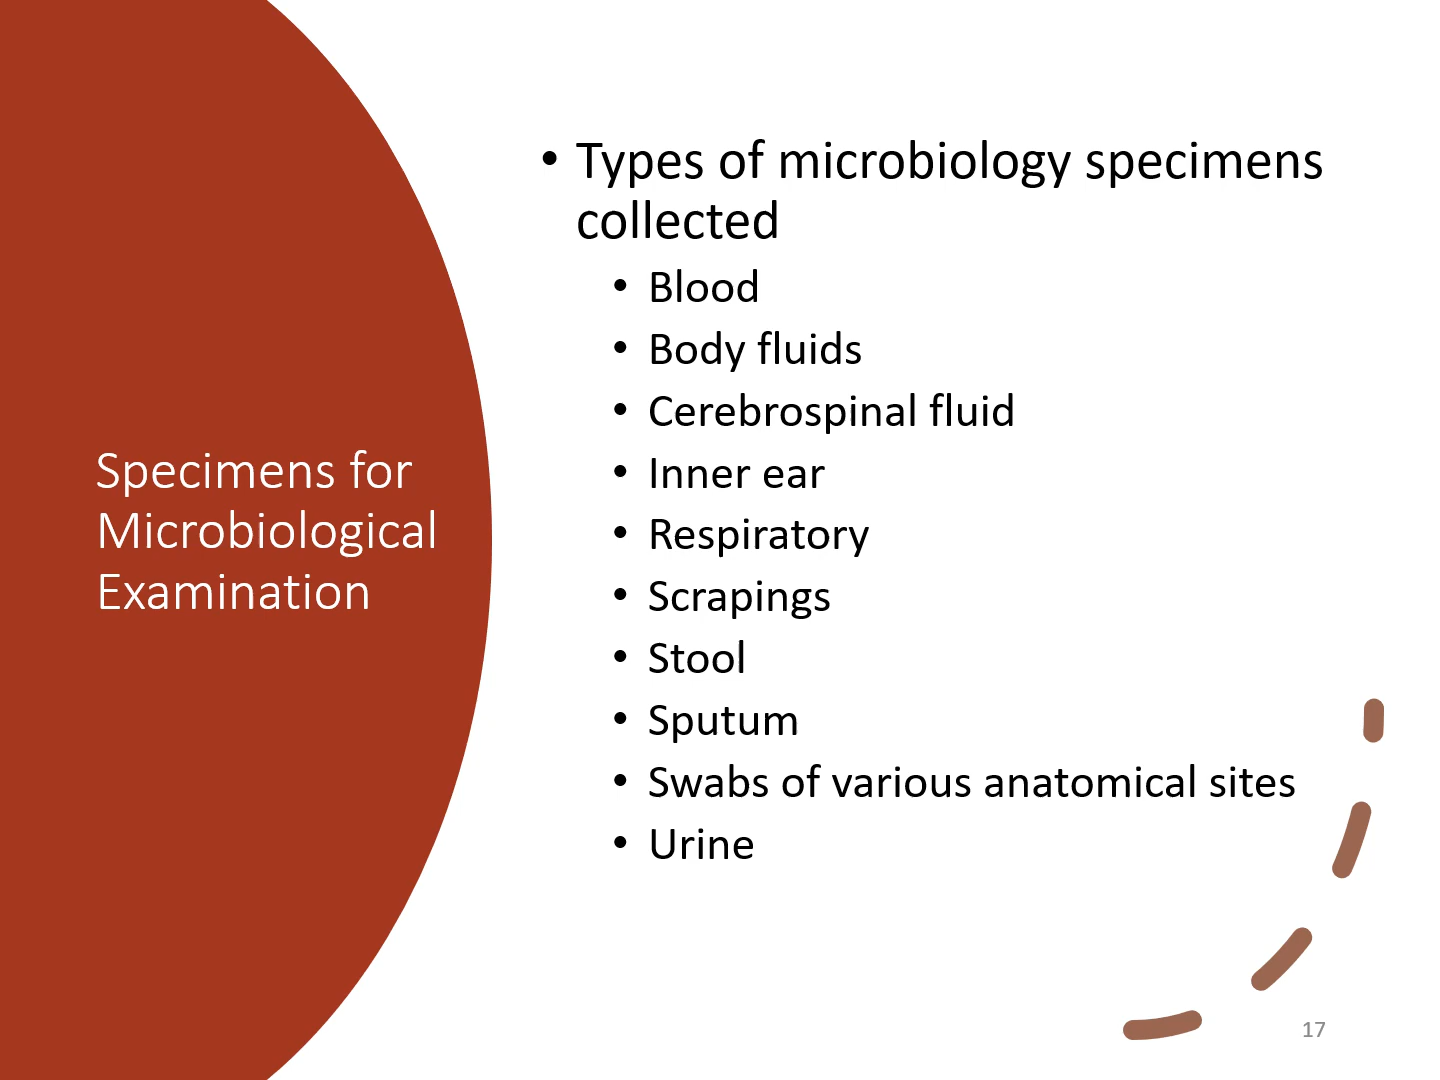 Specimens for
Microbiological
Examination
• Types of microbiology specimens
collected
• Blood
• Body fluids
• Cerebrospinal fluid
• Inner ear
• Respiratory
• Scrapings
• Stool
• Sputum
• Swabs of various anatomical sites
• Urine
17